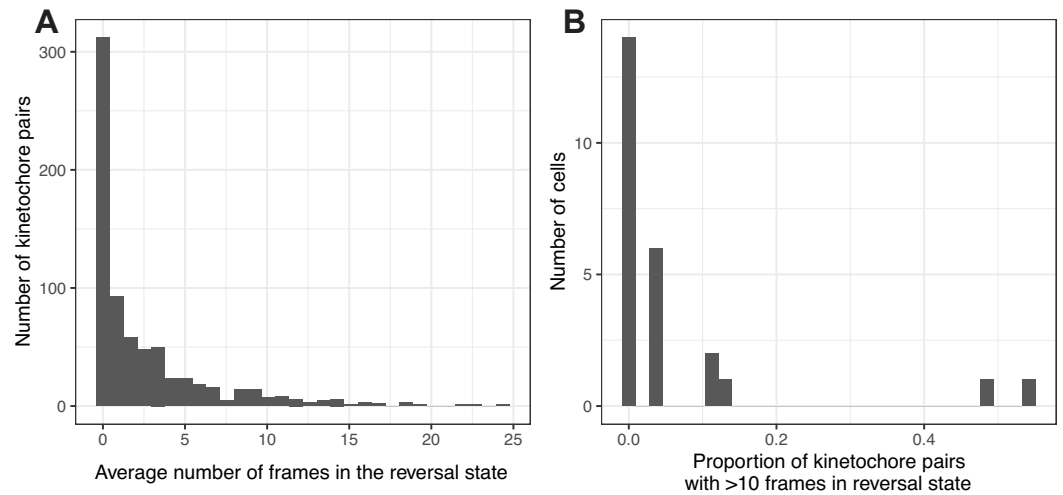 A
Number of kinetochore pairs
300
200
100
0
0 5 10 15 20 25
Average number of frames in the reversal state
B
Number of cells
10
5
0
0.0 0.2 0.4
Proportion of kinetochore pairs
with >10 frames in reversal state